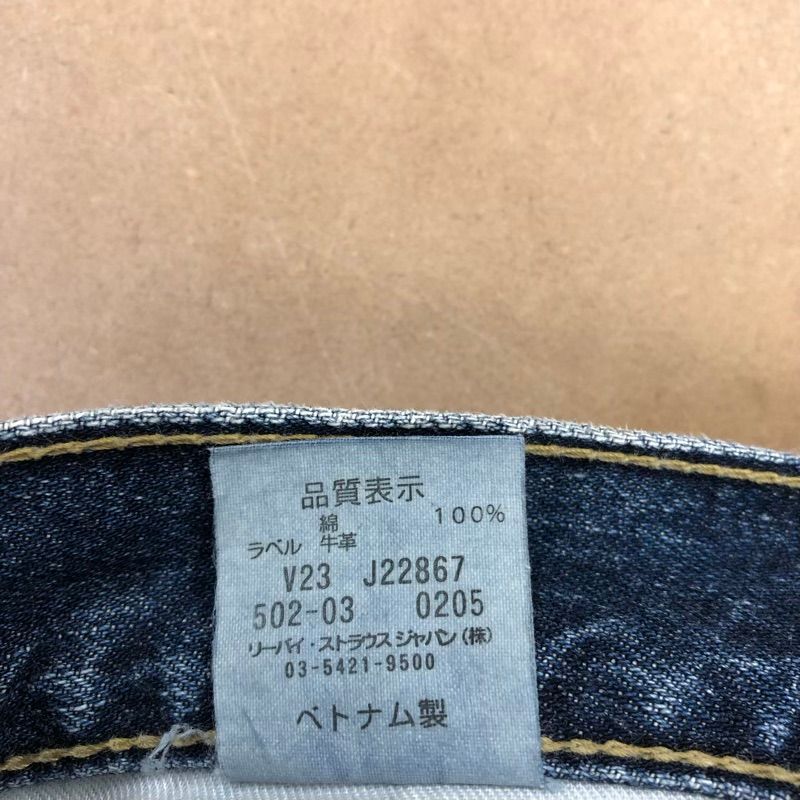 品質表示
綿 100%
ラベル 牛革
V23 J22867
502-03 0205
リーバイ・ストラウスジャパン(株)
03-5421-9500
ベトナム製